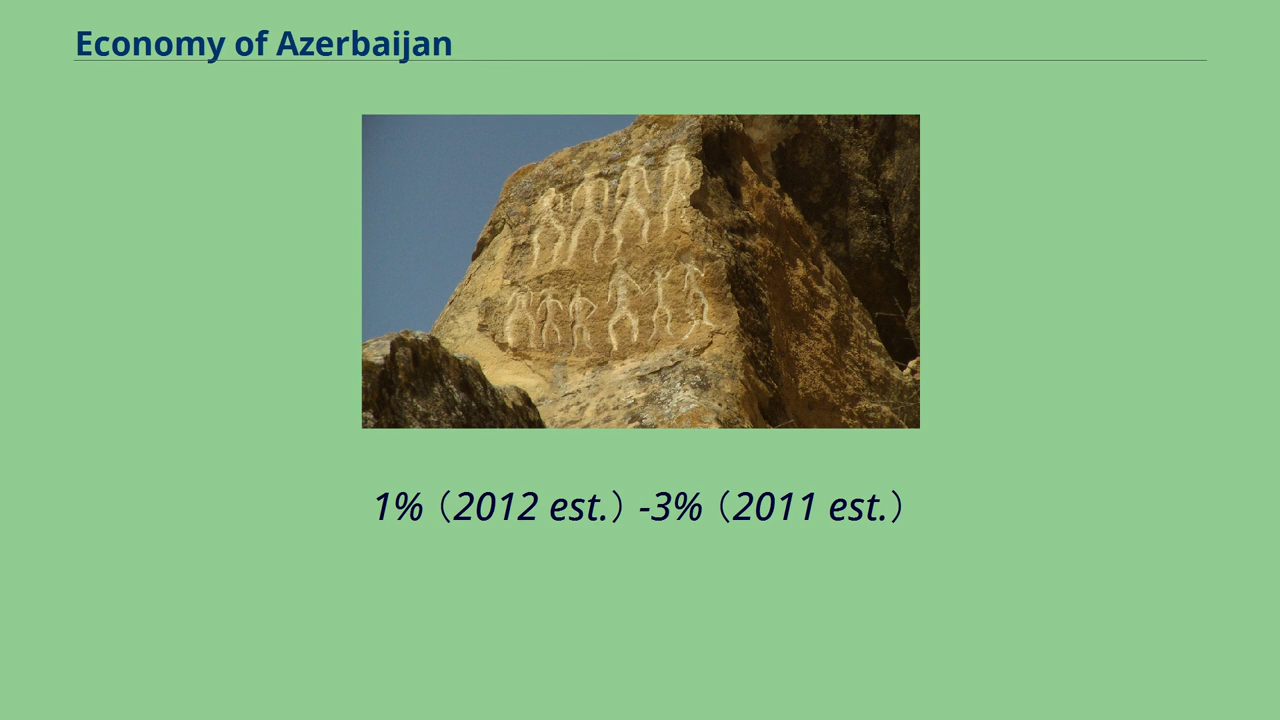 Economy of Azerbaijan
1%（2012 est.）-3%（2011 est.）